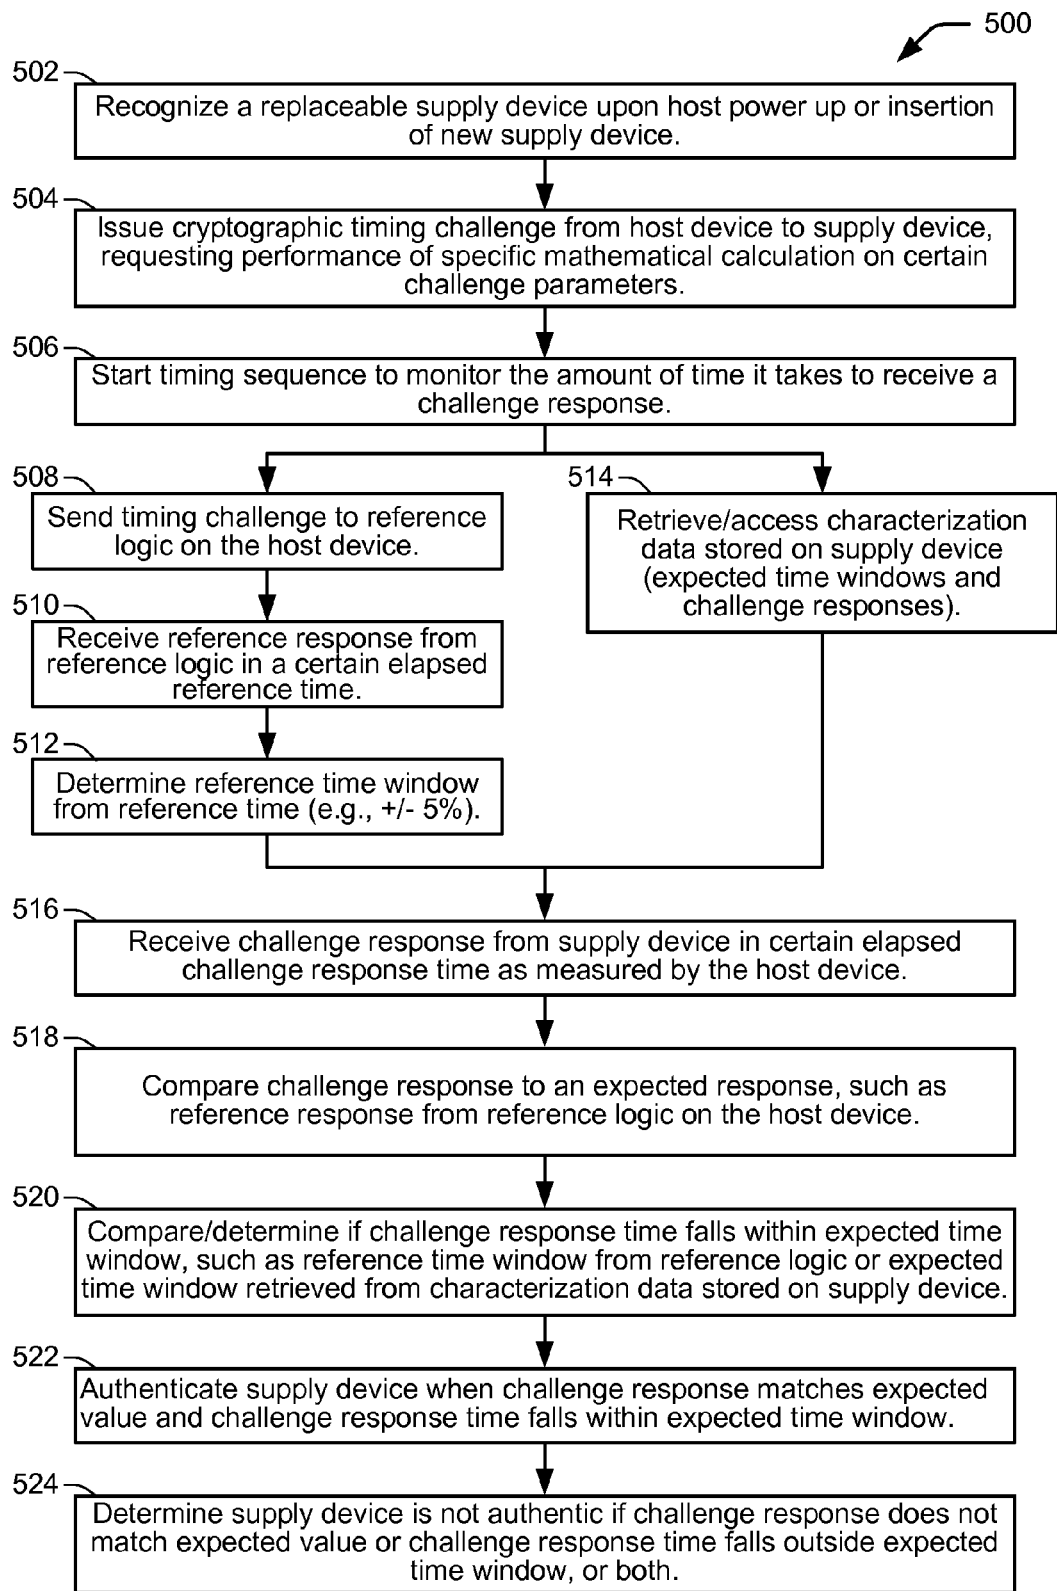 500
502
Recognize a replaceable supply device upon host power up or insertion
of new supply device.
504
Issue cryptographic timing challenge from host device to supply device,
requesting performance of specific mathematical calculation on certain
challenge parameters.
506
Start timing sequence to monitor the amount of time it takes to receive a
challenge response.
508
Send timing challenge to reference
logic on the host device.
510
Receive reference response from
reference logic in a certain elapsed
reference time.
512
Determine reference time window
from reference time (e.g., +/- 5%).
514
Retrieve/access characterization
data stored on supply device
(expected time windows and
challenge responses).
516
Receive challenge response from supply device in certain elapsed
challenge response time as measured by the host device.
518
Compare challenge response to an expected response, such as
reference response from reference logic on the host device.
520
Compare/determine if challenge response time falls within expected time
window, such as reference time window from reference logic or expected
time window retrieved from characterization data stored on supply device.
522
Authenticate supply device when challenge response matches expected
value and challenge response time falls within expected time window.
524
Determine supply device is not authentic if challenge response does not
match expected value or challenge response time falls outside expected
time window, or both.